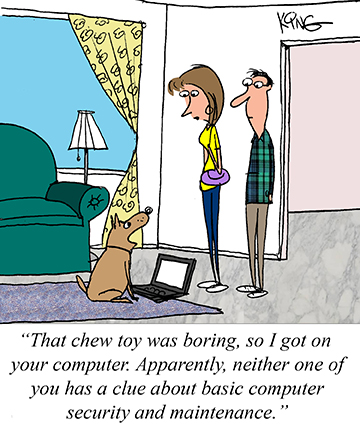 KING
“That chew toy was boring, so I got on
your computer. Apparently, neither one of
you has a clue about basic computer
security and maintenance.”